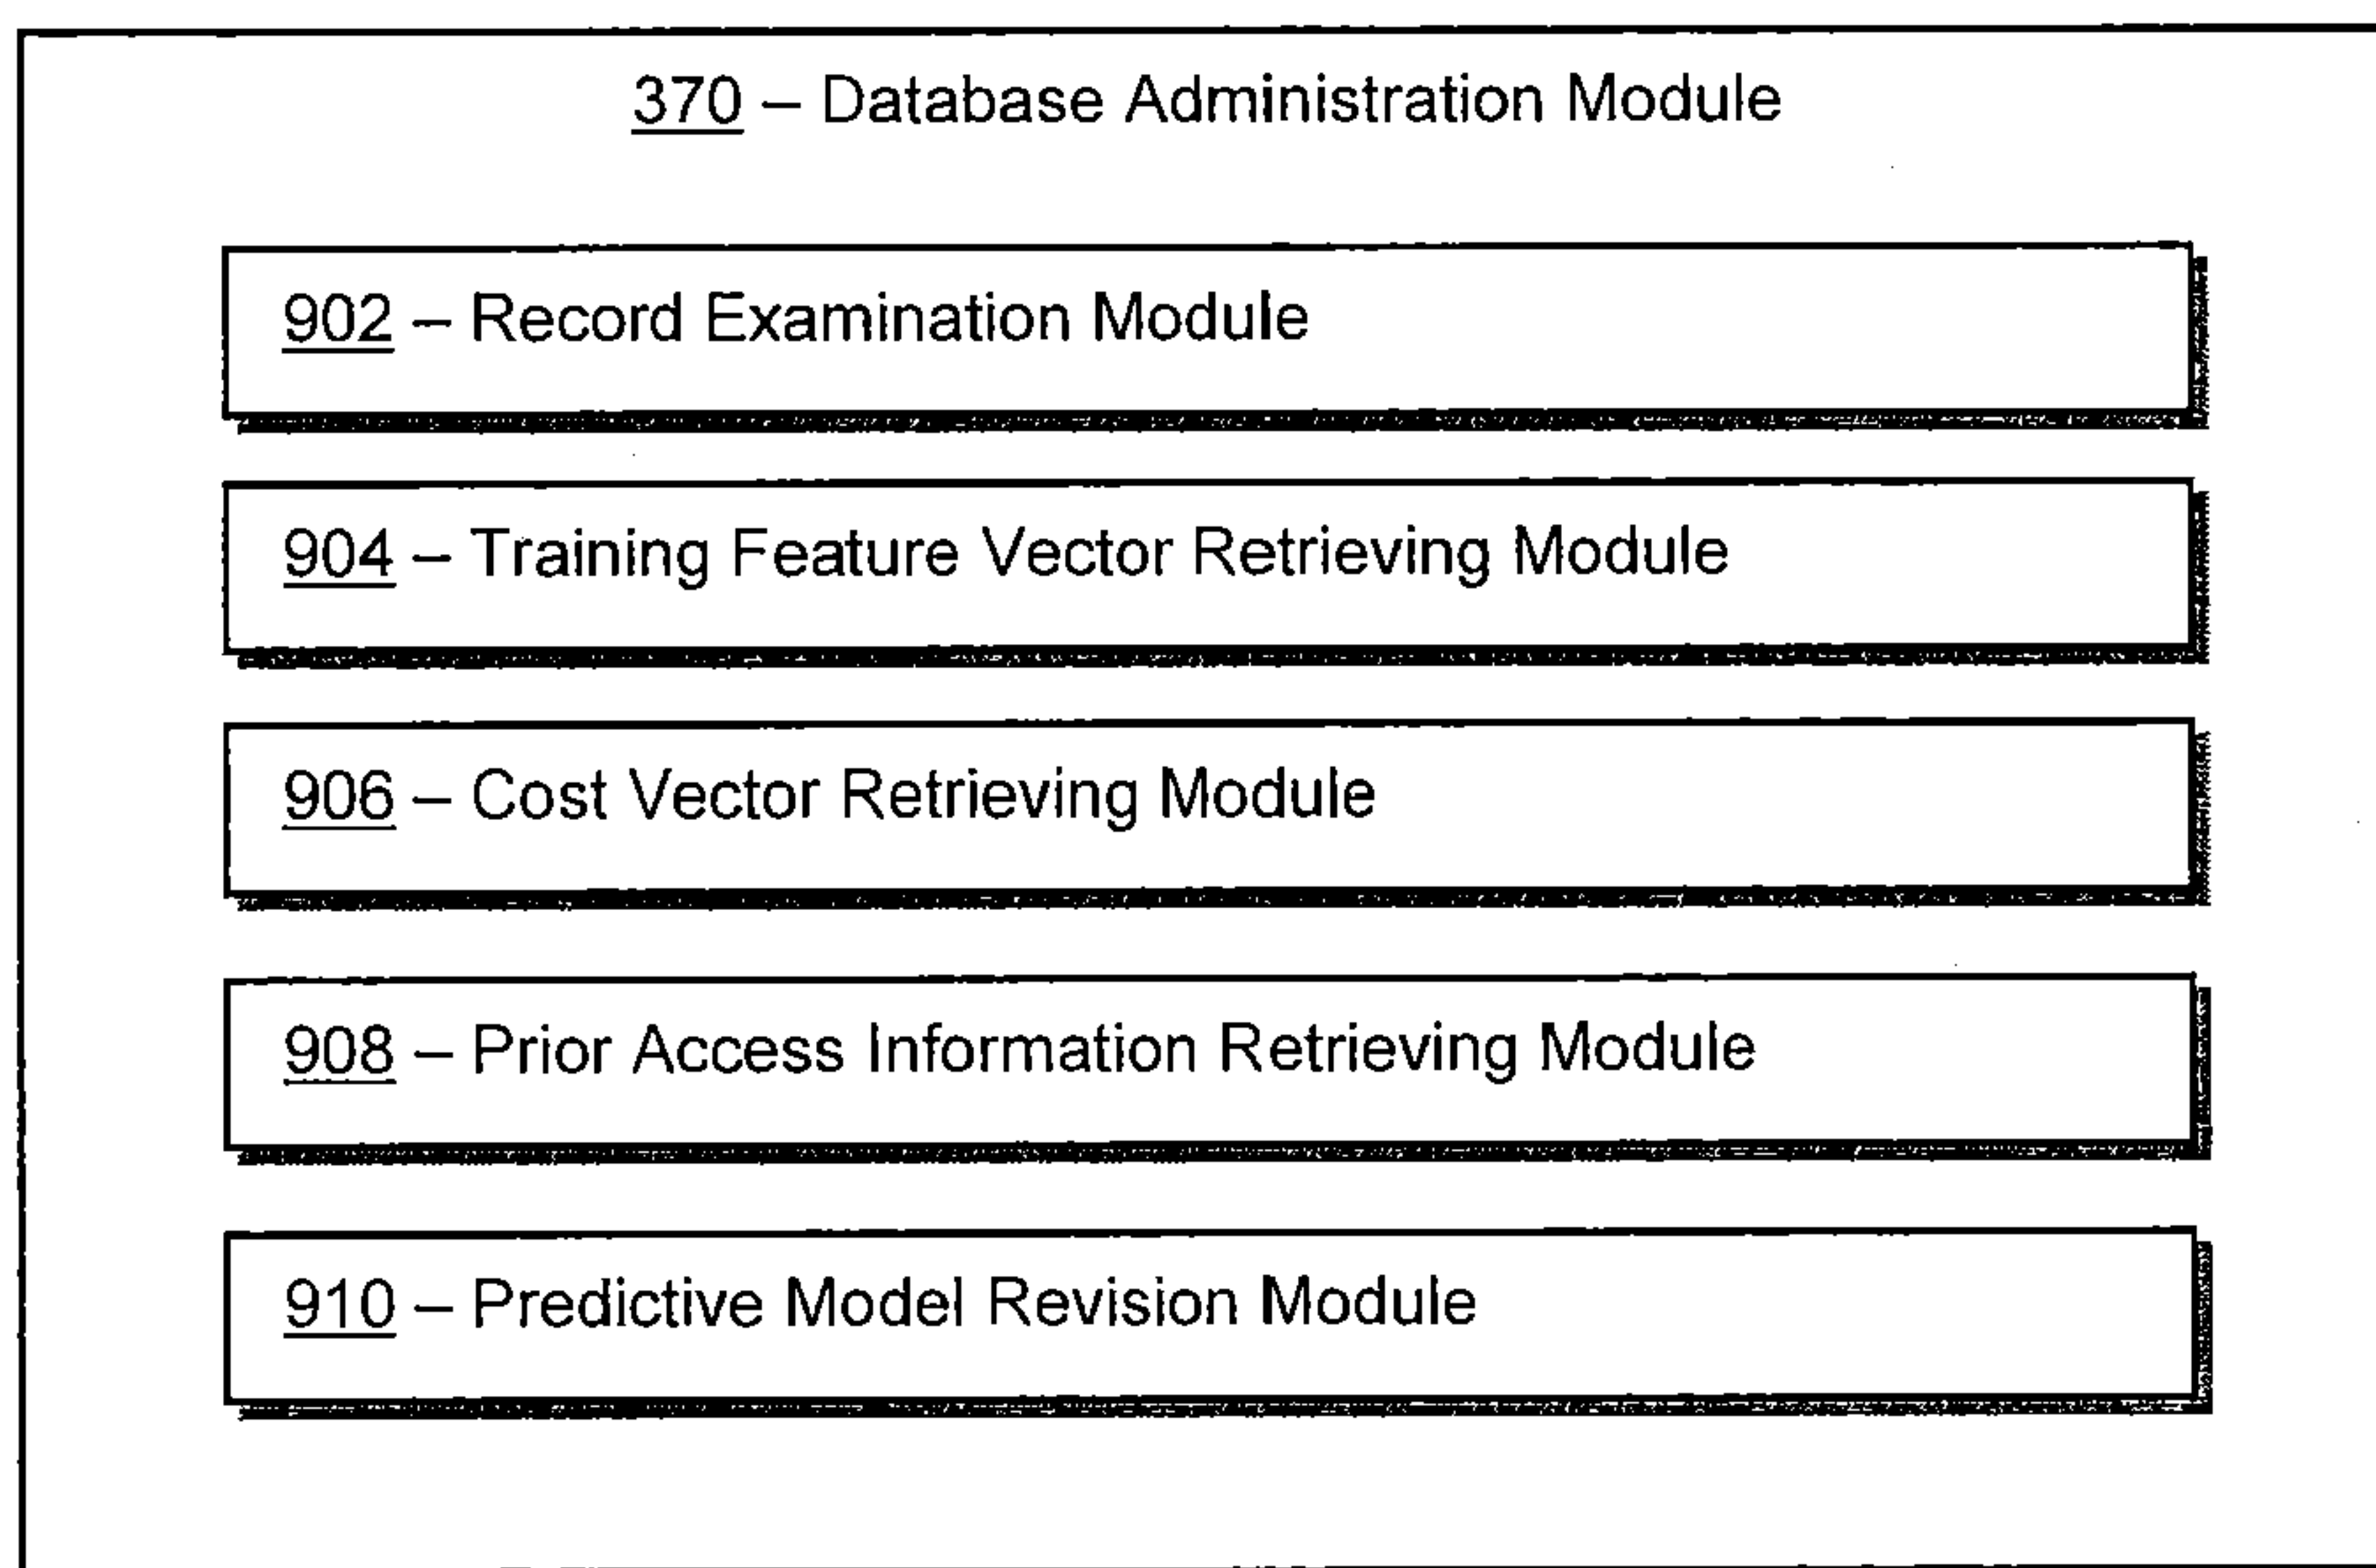 370 – Database Administration Module
902 – Record Examination Module
904 – Training Feature Vector Retrieving Module
906 – Cost Vector Retrieving Module
908 – Prior Access Information Retrieving Module
910 – Predictive Model Revision Module